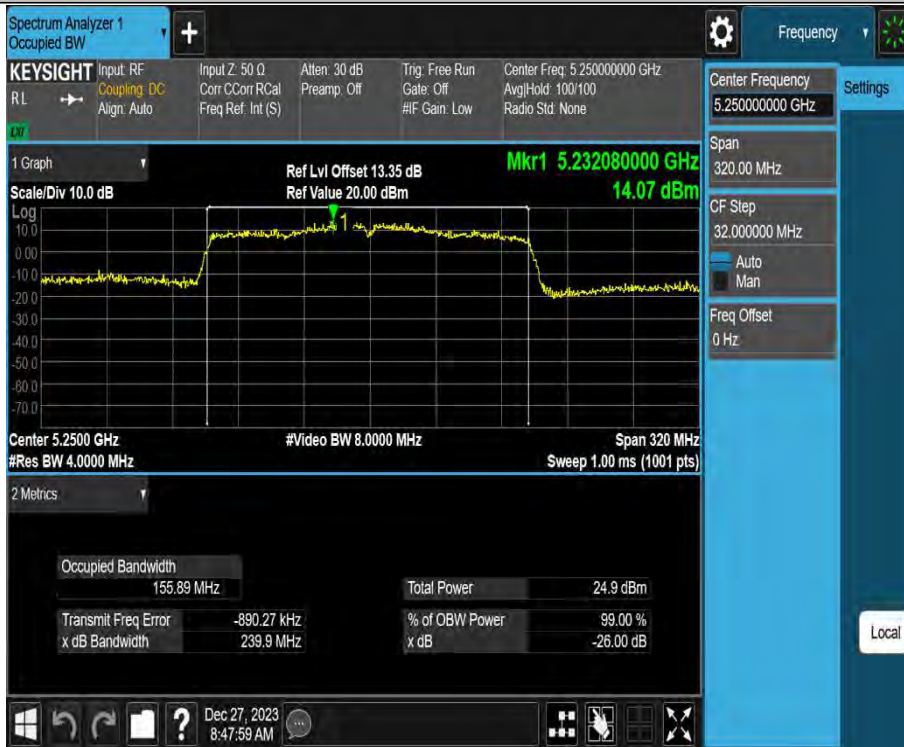 Spectrum Analyzer 1
Occupied BW
Frequency
KEYSIGHT
RL
LXI
Input: RF
Coupling: DC
Align: Auto
Input Z: 50 Ω
Corr CCorr RCal
Freq Ref: Int (S)
Atten: 30 dB
Preamp: Off
Trig: Free Run
Gate: Off
#IF Gain: Low
Center Freq: 5.250000000 GHz
Avg|Hold: 100/100
Radio Std: None
Center Frequency
5.250000000 GHz
Settings
Span
320.00 MHz
CF Step
32.000000 MHz
Auto
Man
Freq Offset
0 Hz
Local
1 Graph
Scale/Div 10.0 dB
Ref Lvl Offset 13.35 dB
Ref Value 20.00 dBm
Mkr1 5.232080000 GHz
14.07 dBm
Log
10.0
0.00
-10.0
-20.0
-30.0
-40.0
-50.0
-60.0
-70.0
1
Center 5.2500 GHz
#Video BW 8.0000 MHz
Span 320 MHz
#Res BW 4.0000 MHz
Sweep 1.00 ms (1001 pts)
2 Metrics
Occupied Bandwidth
155.89 MHz
Total Power 24.9 dBm
Transmit Freq Error -890.27 kHz
% of OBW Power 99.00 %
x dB Bandwidth 239.9 MHz
x dB -26.00 dB
?
Dec 27, 2023
8:47:59 AM